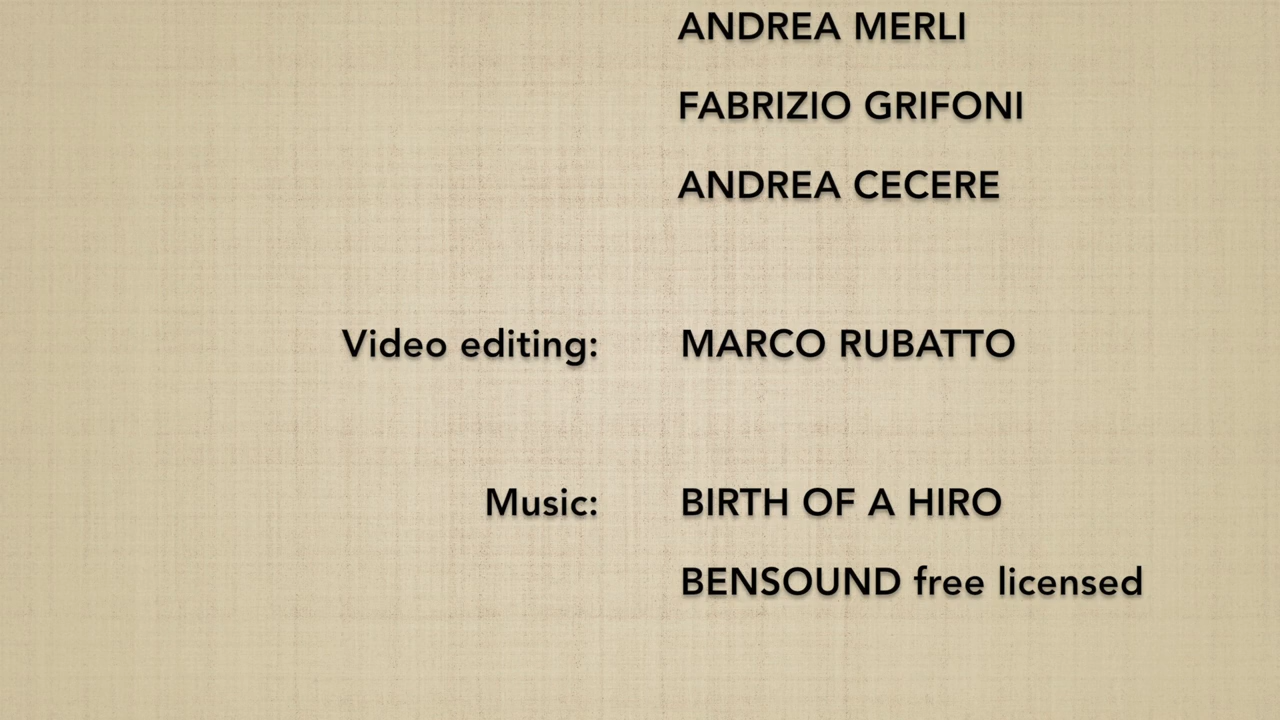 ANDREA MERLI
FABRIZIO GRIFONI
ANDREA CECERE
Video editing: MARCO RUBATTO
Music: BIRTH OF A HIRO
BENSOUND free licensed